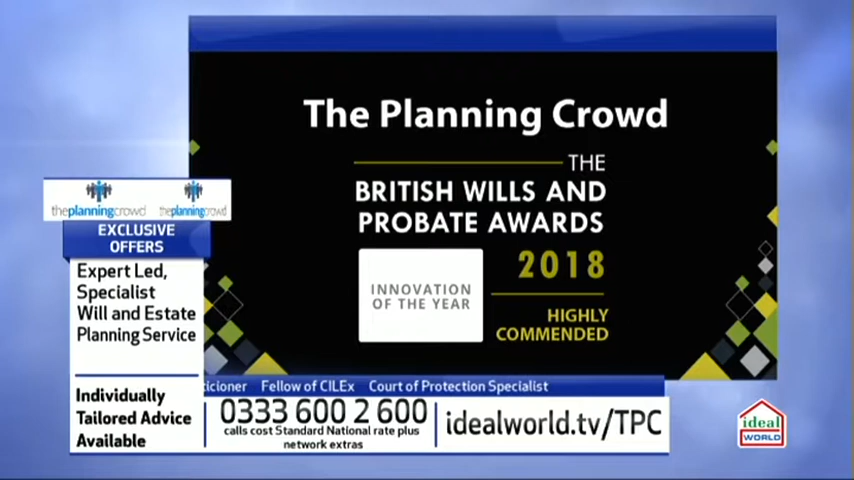 The Planning Crowd
THE
BRITISH WILLS AND
PROBATE AWARDS
2018
INNOVATION
OF THE YEAR
HIGHLY
COMMENDED
theplanningcrowd theplanningcrowd
EXCLUSIVE
OFFERS
Expert Led,
Specialist
Will and Estate
Planning Service
Individually
Tailored Advice
Available
ticioner Fellow of CILEx Court of Protection Specialist
0333 600 2 600
calls cost Standard National rate plus
network extras
idealworld.tv/TPC
ideal
WORLD